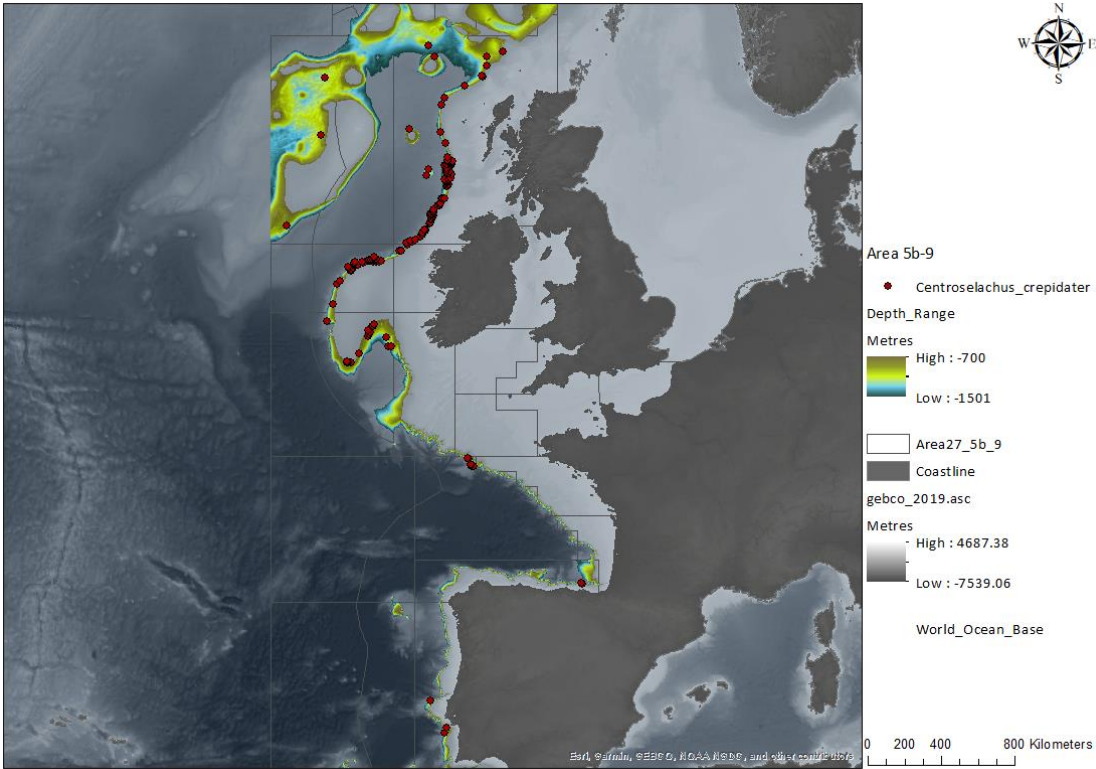 N
W E
S
Area 5b-9
Centroselachus_crepidater
Depth_Range
Metres
High : -700
Low : -1501
Area27_5b_9
Coastline
gebco_2019.asc
Metres
High : 4687.38
Low : -7539.06
World_Ocean_Base
Esri, Garmin, GEBCO, NOAA NGDC, and other contributors
0 200 400 800 Kilometers